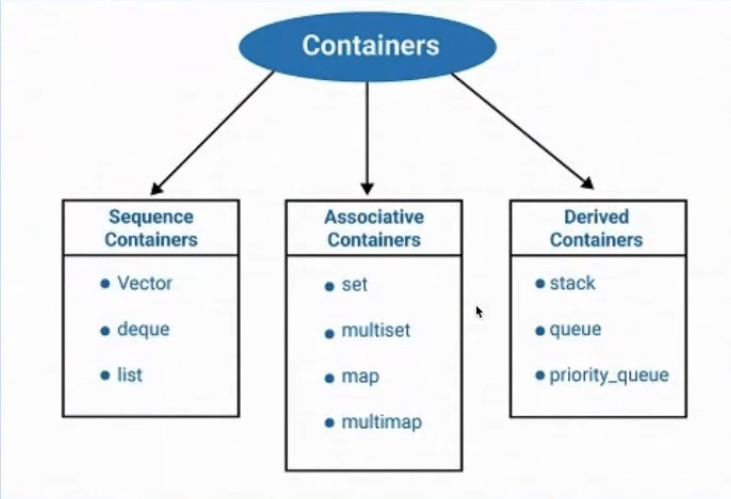 Containers
Sequence
Containers
Vector
deque
list
Associative
Containers
set
multiset
map
multimap
Derived
Containers
stack
queue
priority_queue